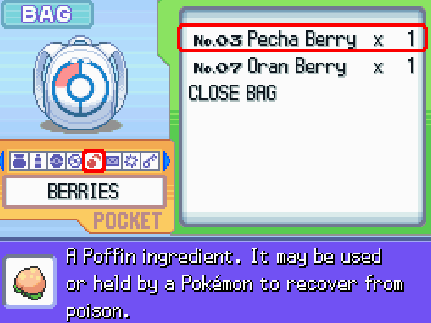 BAG
No.03 Pecha Berry x 1
No.07 Oran Berry x 1
CLOSE BAG
BERRIES
POCKET
A Poffin ingredient. It may be used
or held by a Pokémon to recover from
poison.